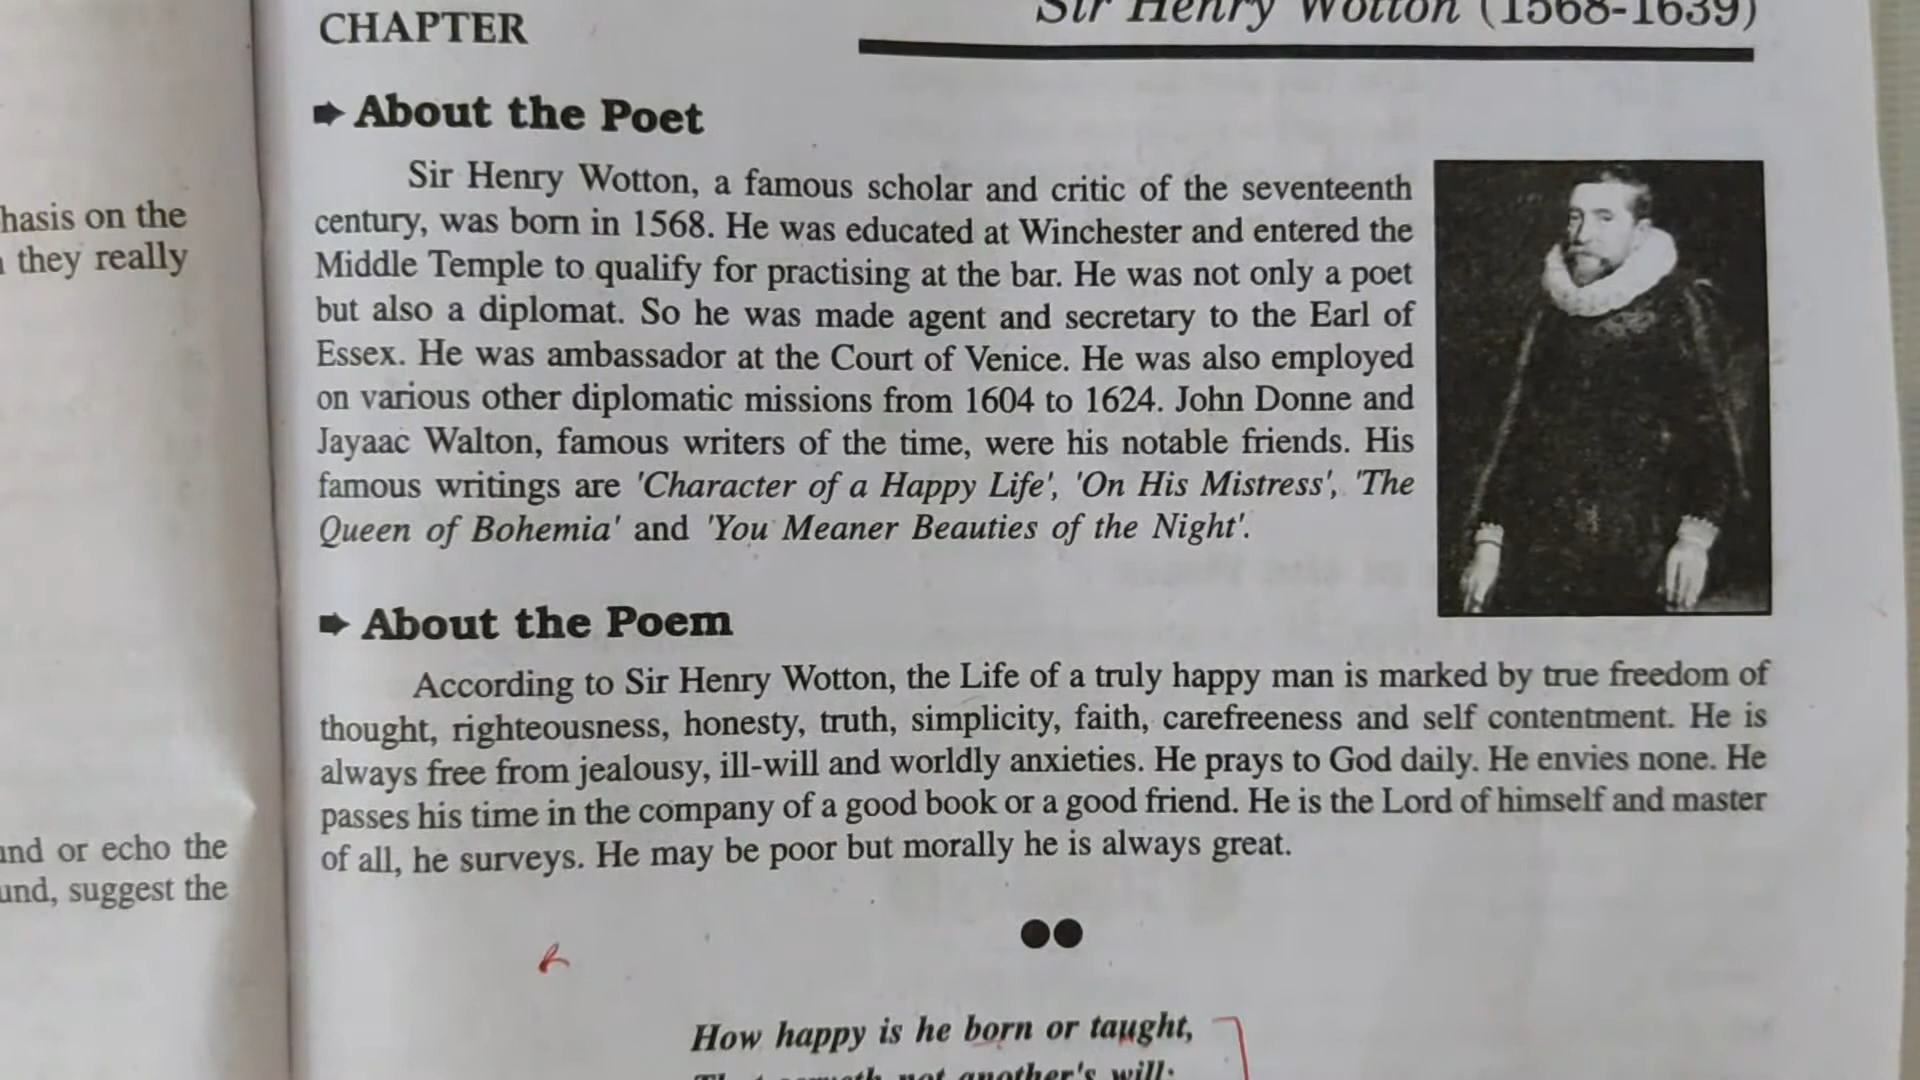 CHAPTER
Sir Henry Wotton (1568-1639)
About the Poet
Sir Henry Wotton, a famous scholar and critic of the seventeenth
century, was born in 1568. He was educated at Winchester and entered the
Middle Temple to qualify for practising at the bar. He was not only a poet
but also a diplomat. So he was made agent and secretary to the Earl of
Essex. He was ambassador at the Court of Venice. He was also employed
on various other diplomatic missions from 1604 to 1624. John Donne and
Jayaac Walton, famous writers of the time, were his notable friends. His
famous writings are 'Character of a Happy Life', 'On His Mistress', 'The
Queen of Bohemia' and 'You Meaner Beauties of the Night'.
About the Poem
According to Sir Henry Wotton, the Life of a truly happy man is marked by true freedom of
thought, righteousness, honesty, truth, simplicity, faith, carefreeness and self contentment. He is
always free from jealousy, ill-will and worldly anxieties. He prays to God daily. He envies none. He
passes his time in the company of a good book or a good friend. He is the Lord of himself and master
of all, he surveys. He may be poor but morally he is always great.
How happy is he born or taught,
not another's will;
hasis on the
they really
and or echo the
und, suggest the